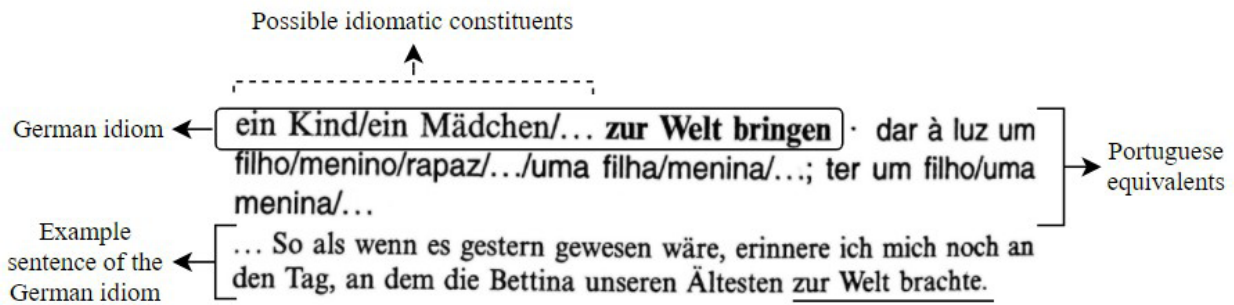 Possible idiomatic constituents
German idiom
ein Kind/ein Mädchen/... zur Welt bringen · dar à luz um
filho/menino/rapaz/.../uma filha/menina/...; ter um filho/uma
menina/...
Portuguese
equivalents
Example
sentence of the
German idiom
... So als wenn es gestern gewesen wäre, erinnere ich mich noch an
den Tag, an dem die Bettina unseren Ältesten zur Welt brachte.